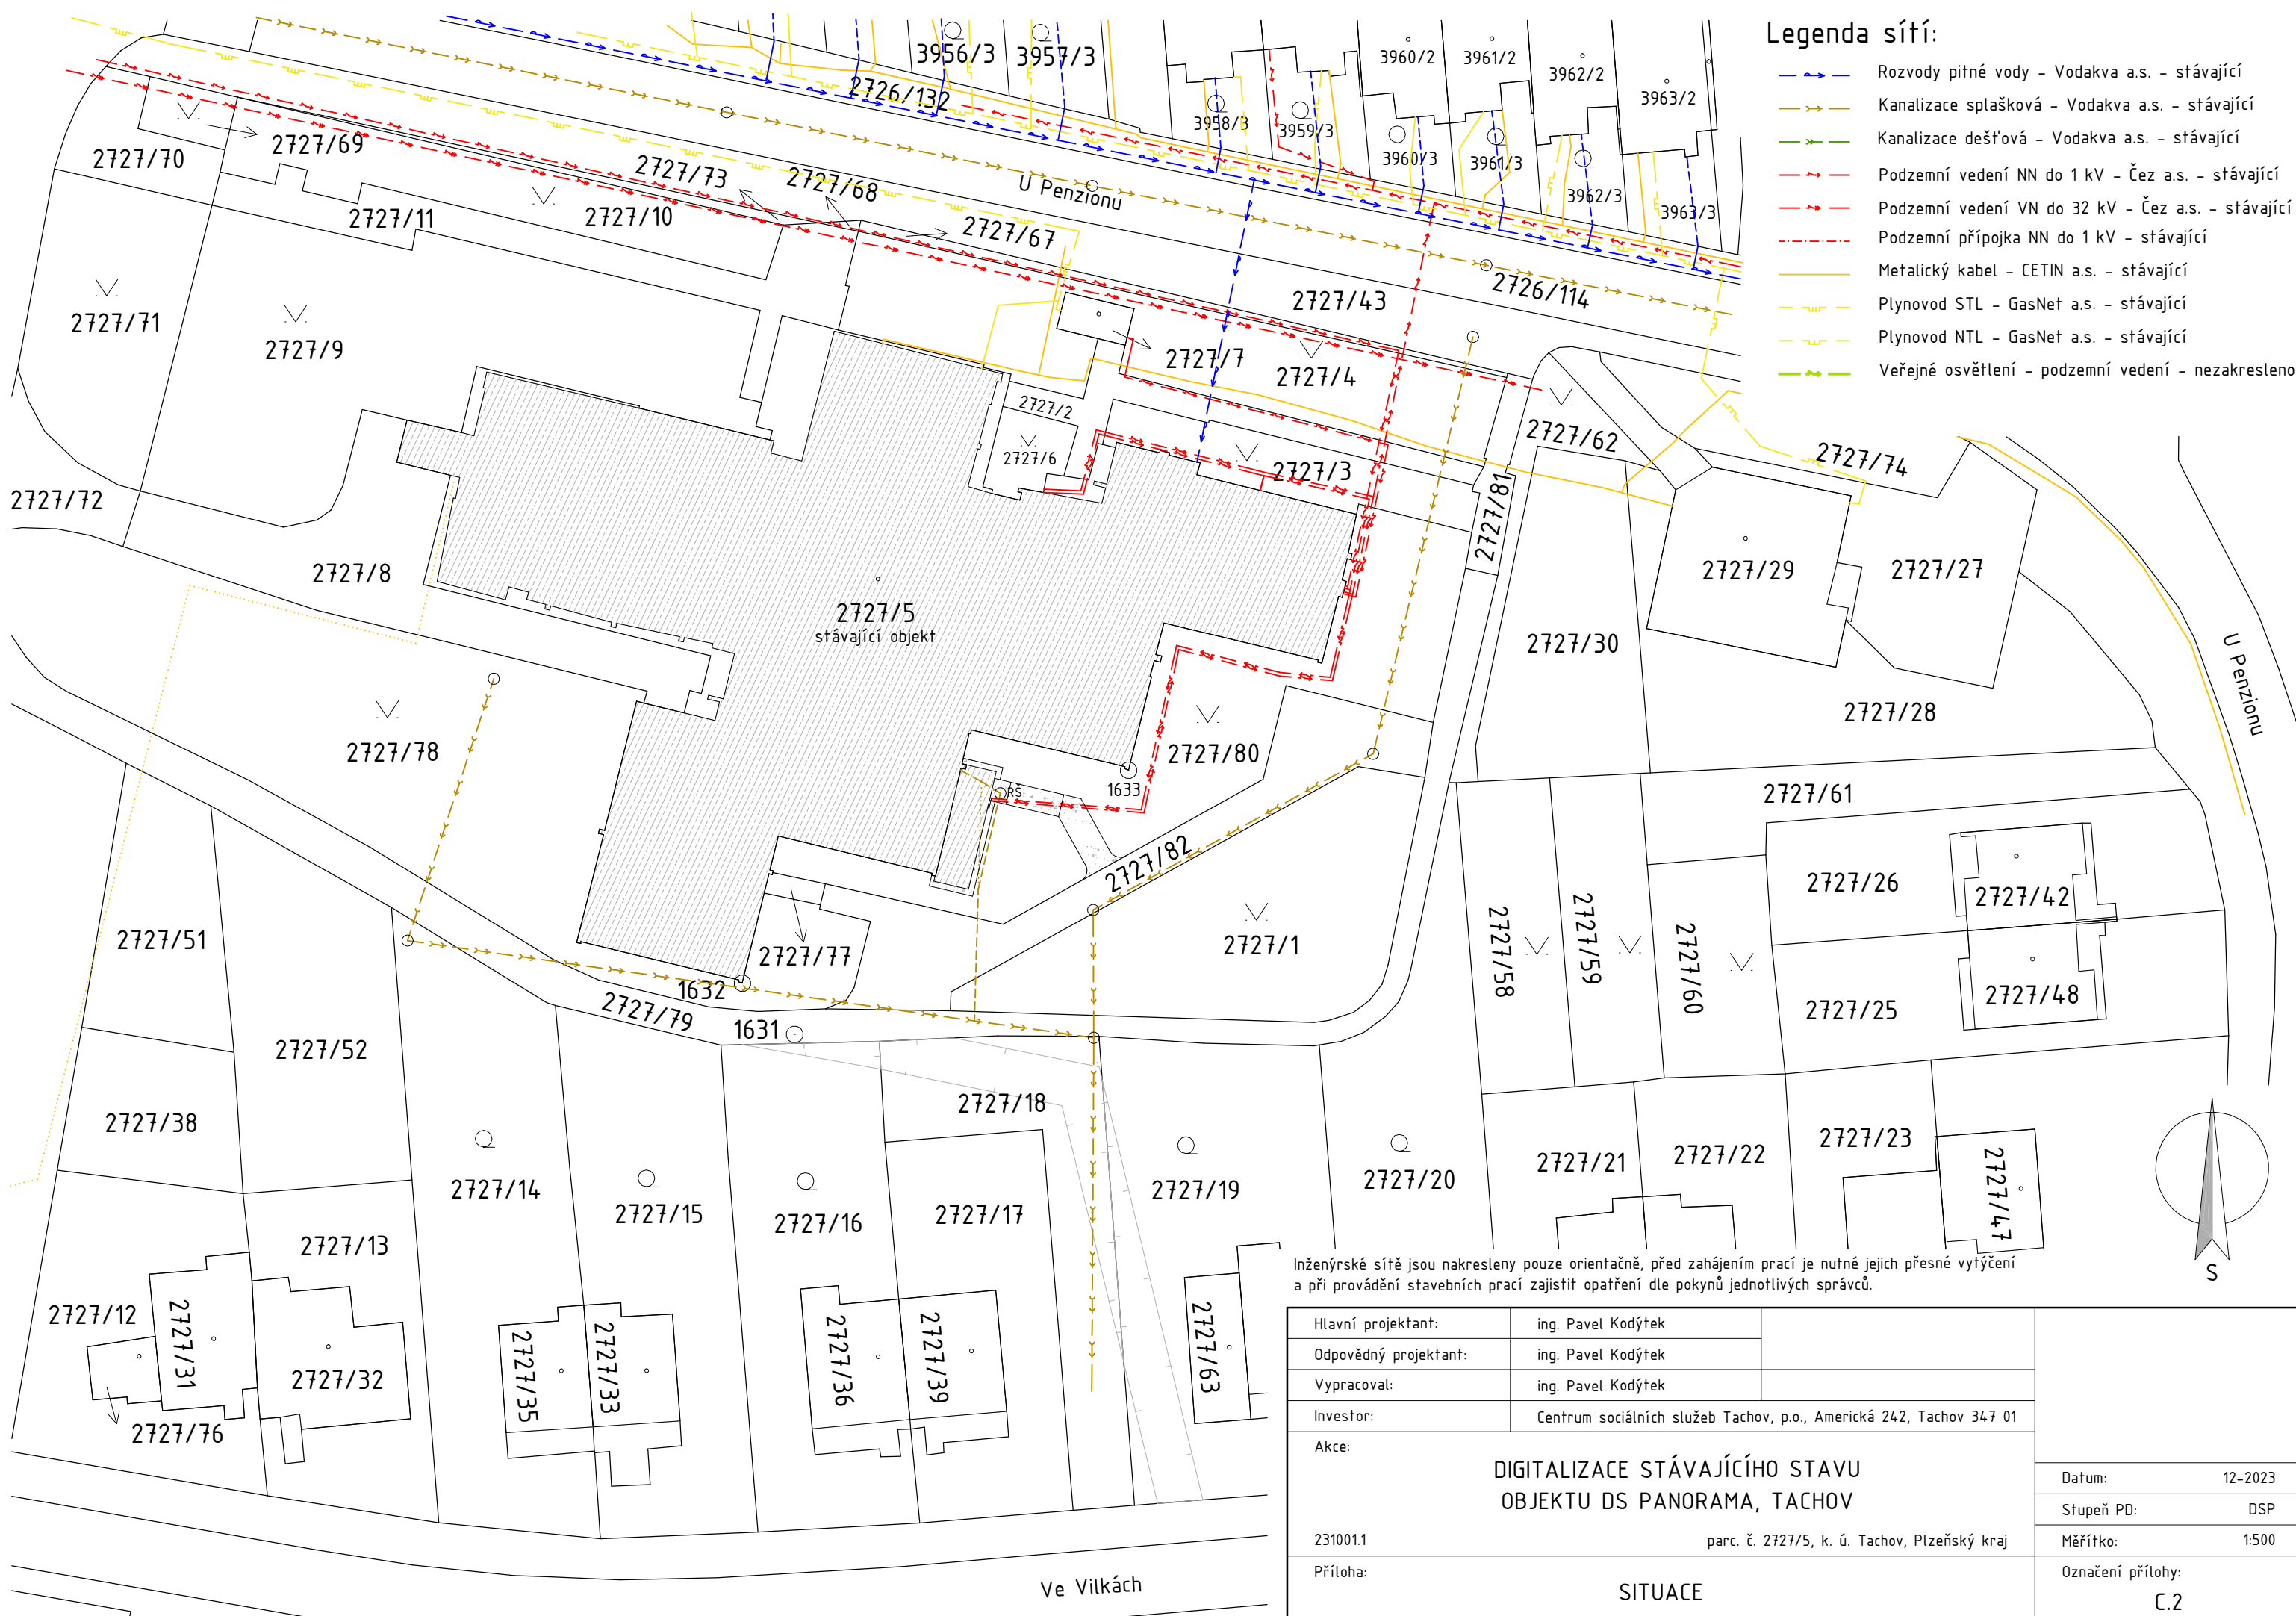 Legenda sítí:
Rozvody pitné vody - Vodakva a.s. - stávající
Kanalizace splašková - Vodakva a.s. - stávající
Kanalizace dešťová - Vodakva a.s. - stávající
Podzemní vedení NN do 1 kV - Čez a.s. - stávající
Podzemní vedení VN do 32 kV - Čez a.s. - stávající
Podzemní přípojka NN do 1 kV - stávající
Metalický kabel - CETIN a.s. - stávající
Plynovod STL - GasNet a.s. - stávající
Plynovod NTL - GasNet a.s. - stávající
Veřejné osvětlení - podzemní vedení - nezakresleno
3956/3
3957/3
3960/2
3961/2
3962/2
3963/2
2726/132
3958/3
3959/3
3960/3
3961/3
3962/3
3963/3
2727/70
2727/69
2727/73
2727/68
U Penzionu
2727/11
2727/10
2727/67
2727/43
2726/114
2727/71
2727/9
2727/7
2727/4
2727/2
2727/62
2727/6
2727/3
2727/74
2727/72
2727/81
2727/8
2727/29
2727/27
2727/5
stávající objekt
2727/30
U Penzionu
2727/78
2727/80
2727/28
RŠ
1633
2727/61
2727/82
2727/26
2727/42
2727/51
2727/77
2727/1
2727/58
2727/59
2727/60
1632
2727/79
1631
2727/25
2727/48
2727/52
2727/18
2727/38
2727/14
2727/15
2727/16
2727/17
2727/19
2727/20
2727/21
2727/22
2727/23
2727/47
2727/13
2727/12
2727/31
2727/32
2727/35
2727/33
2727/36
2727/39
2727/63
2727/76
Ve Vilkách
S
Inženýrské sítě jsou nakresleny pouze orientačně, před zahájením prací je nutné jejich přesné vytýčení
a při provádění stavebních prací zajistit opatření dle pokynů jednotlivých správců.
Hlavní projektant: ing. Pavel Kodýtek
Odpovědný projektant: ing. Pavel Kodýtek
Vypracoval: ing. Pavel Kodýtek
Investor: Centrum sociálních služeb Tachov, p.o., Americká 242, Tachov 347 01
Akce:
DIGITALIZACE STÁVAJÍCÍHO STAVU
OBJEKTU DS PANORAMA, TACHOV
231001.1 parc. č. 2727/5, k. ú. Tachov, Plzeňský kraj
Datum: 12-2023
Stupeň PD: DSP
Měřítko: 1:500
Příloha:
SITUACE
Označení přílohy:
C.2